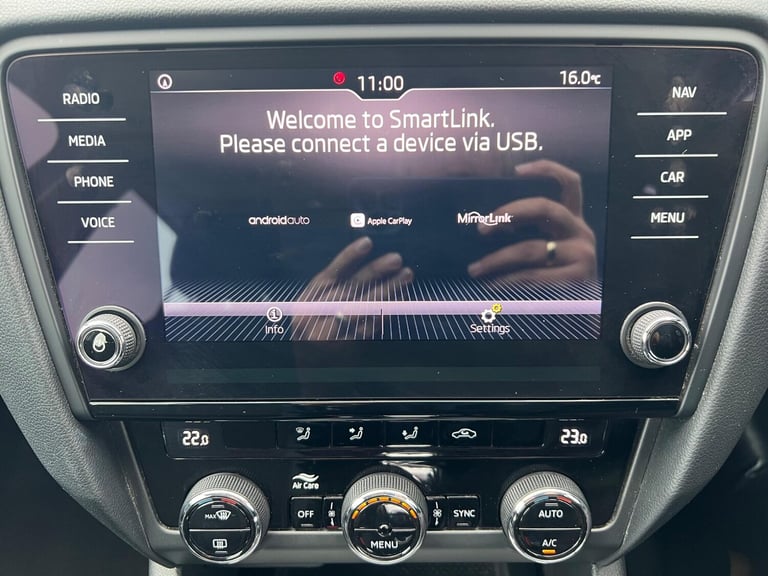 11:00
16.0°C
RADIO
MEDIA
PHONE
VOICE
Welcome to SmartLink.
Please connect a device via USB.
androidauto
Apple CarPlay
MirrorLink
Info
Settings
NAV
APP
CAR
MENU
22.0
23.0
Air Care
MAX
OFF
MENU
SYNC
AUTO
A/C